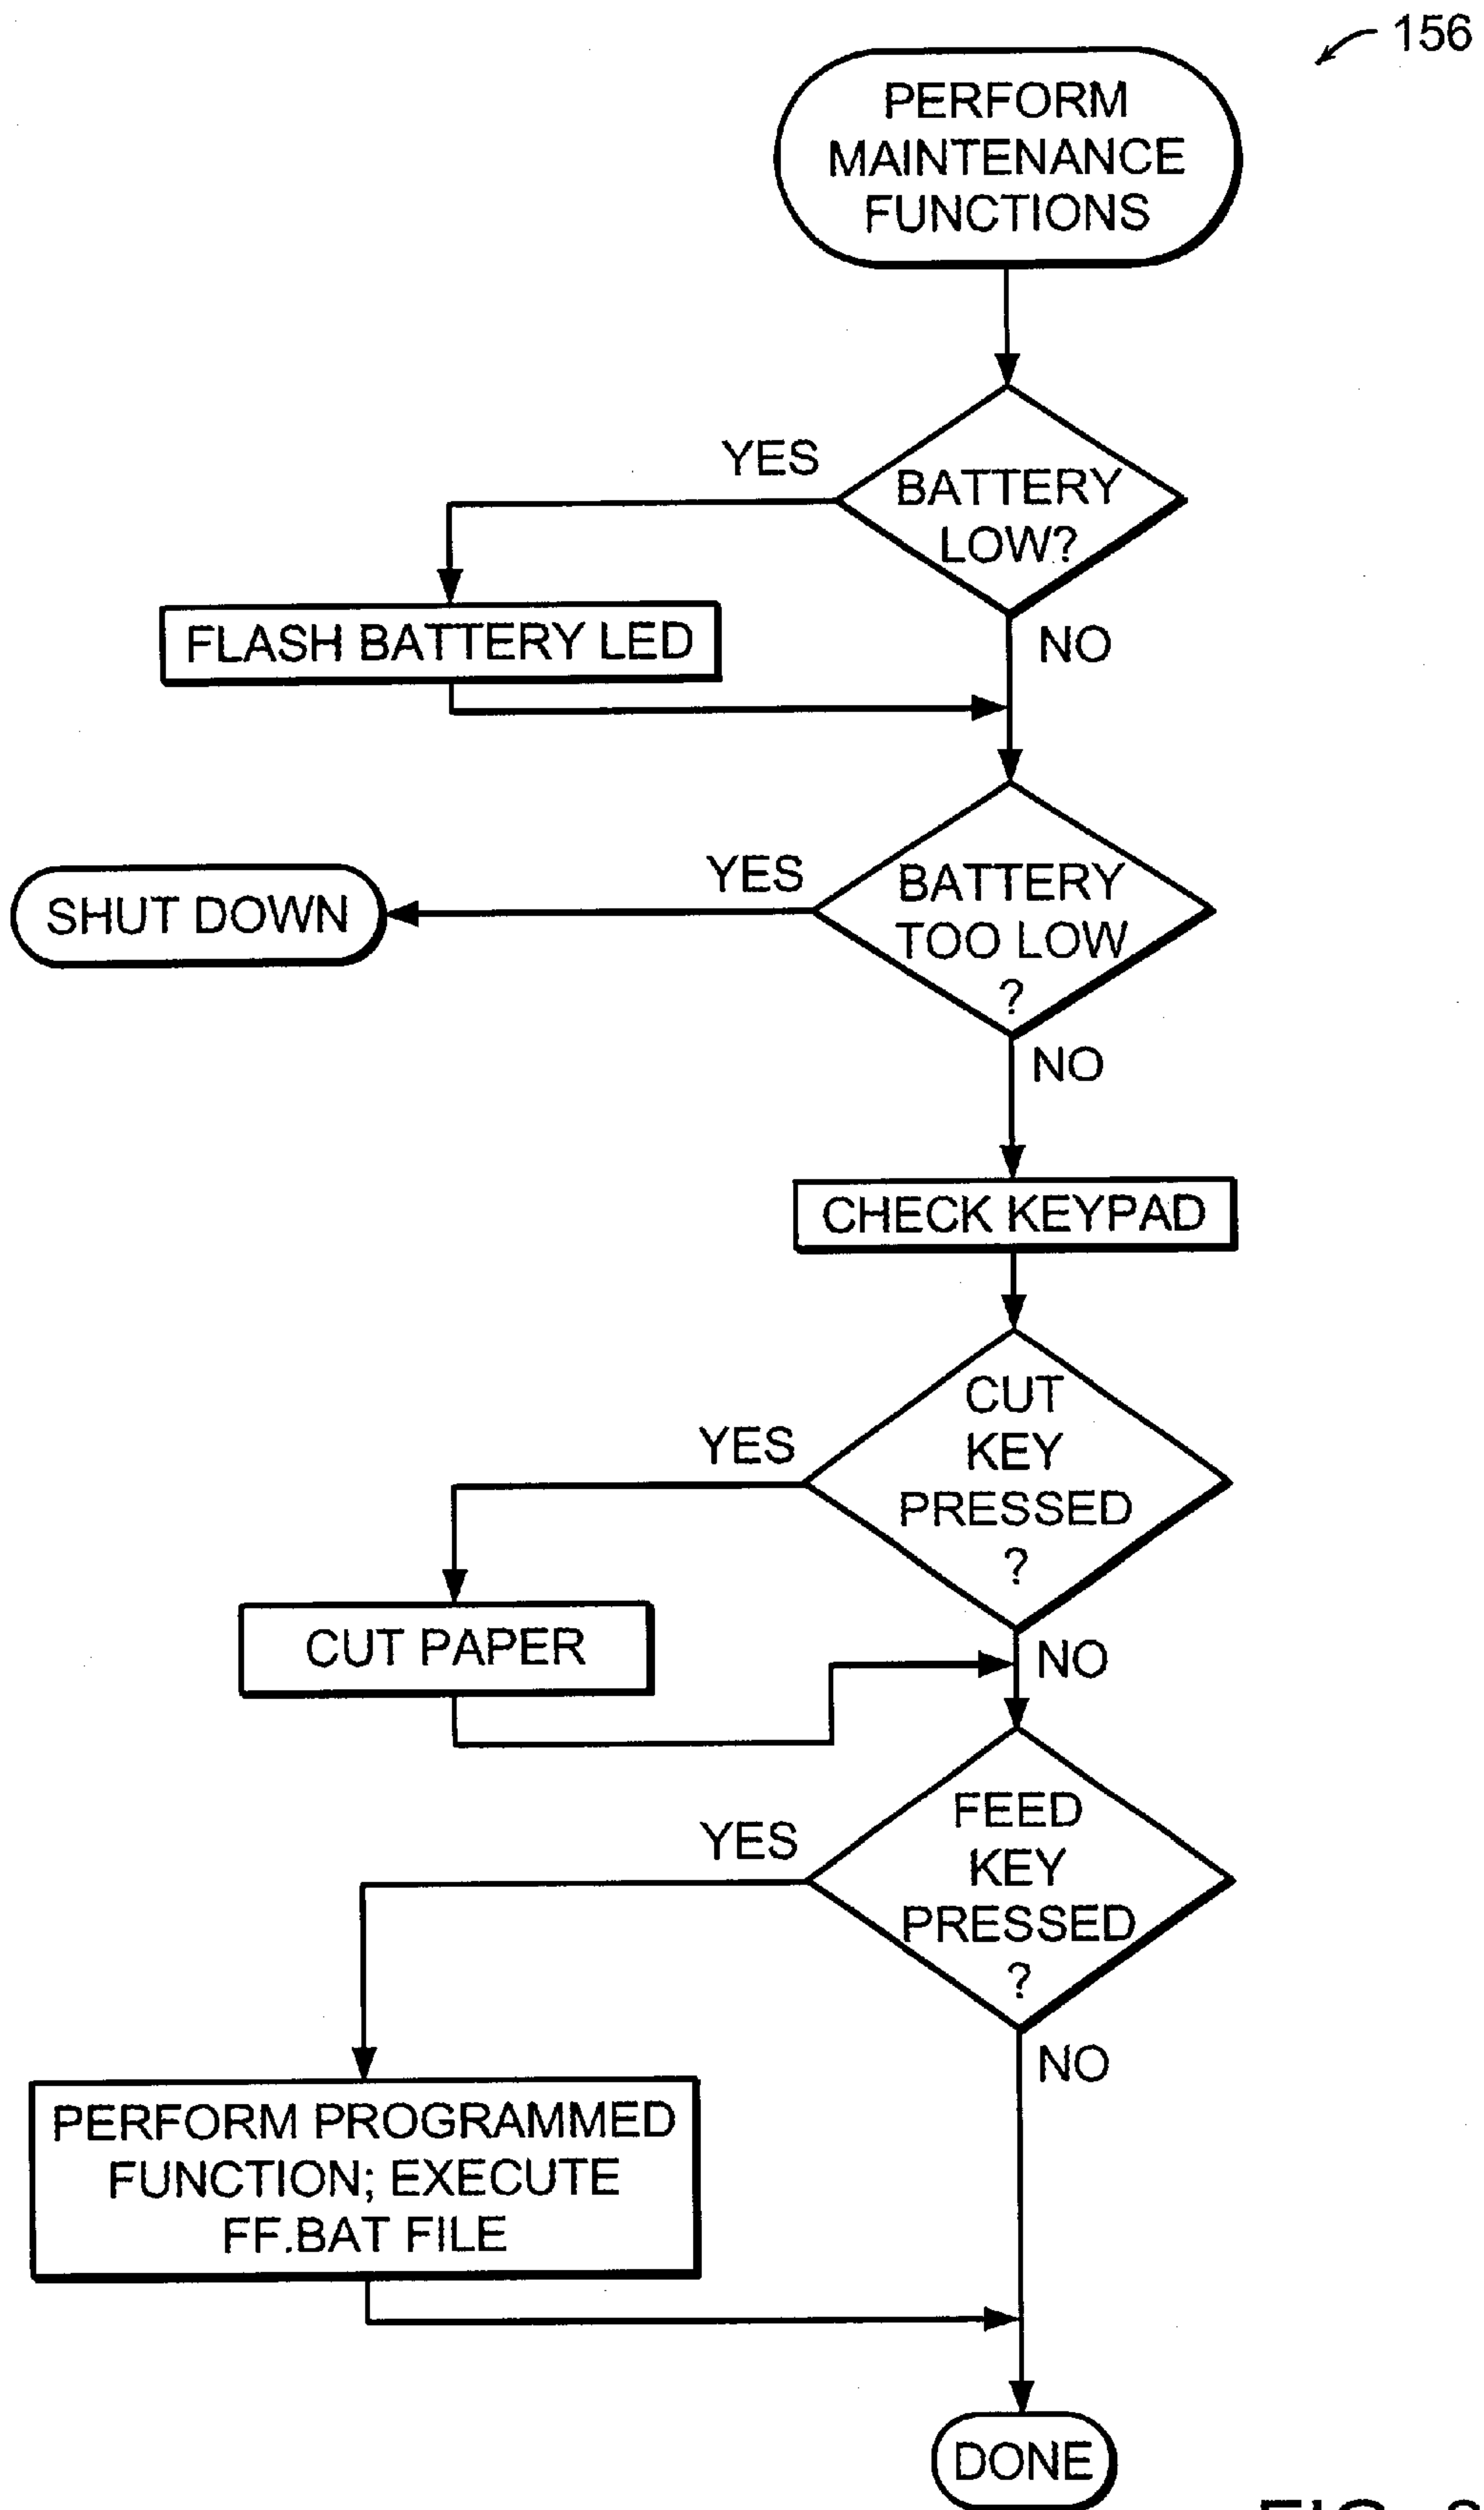 156
PERFORM
MAINTENANCE
FUNCTIONS
YES
BATTERY
LOW?
FLASH BATTERY LED
NO
YES
BATTERY
TOO LOW
?
SHUT DOWN
NO
CHECK KEYPAD
CUT
KEY
PRESSED
?
YES
CUT PAPER
NO
FEED
KEY
PRESSED
?
YES
NO
PERFORM PROGRAMMED
FUNCTION; EXECUTE
FF.BAT FILE
DONE